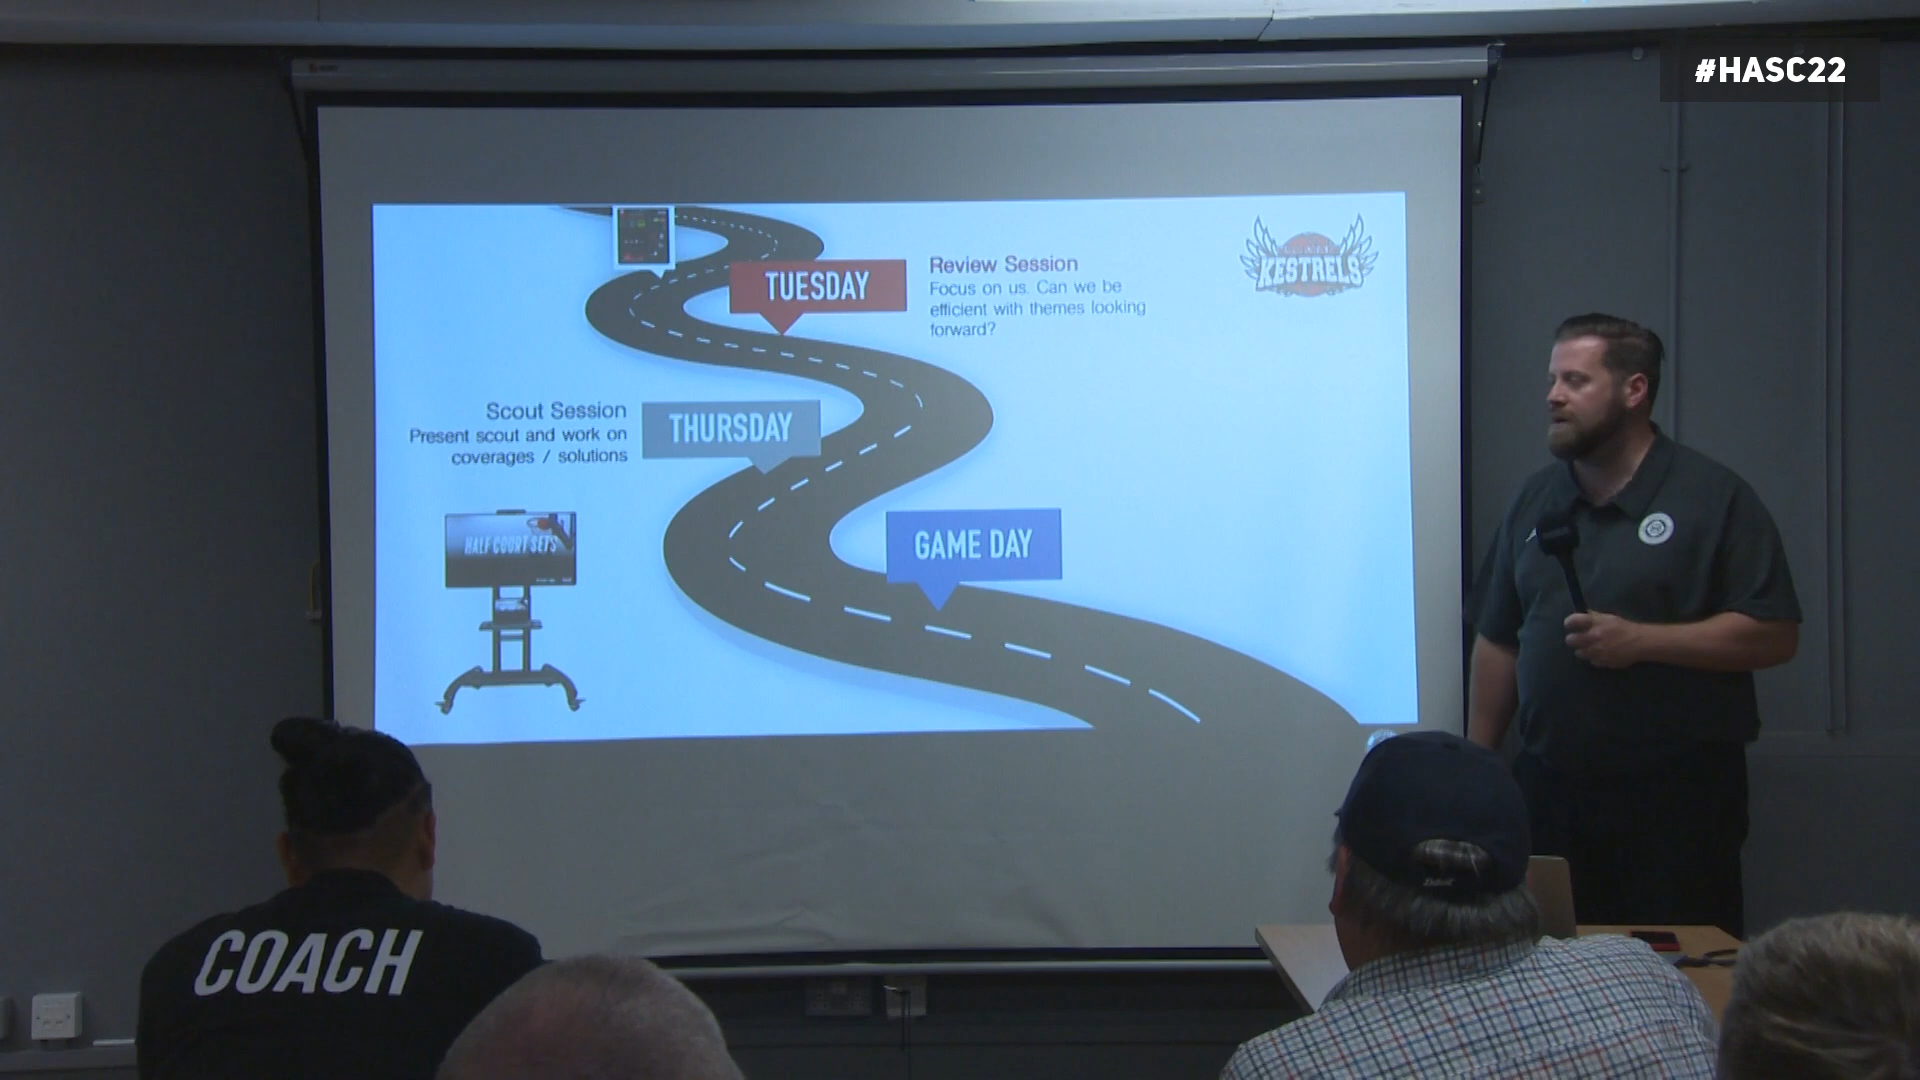 #HASC22
KESTRELS
TUESDAY
Review Session
Focus on us. Can we be
efficient with themes looking
forward?
Scout Session
Present scout and work on
coverages / solutions
THURSDAY
HALF COURT SETS
GAME DAY
COACH